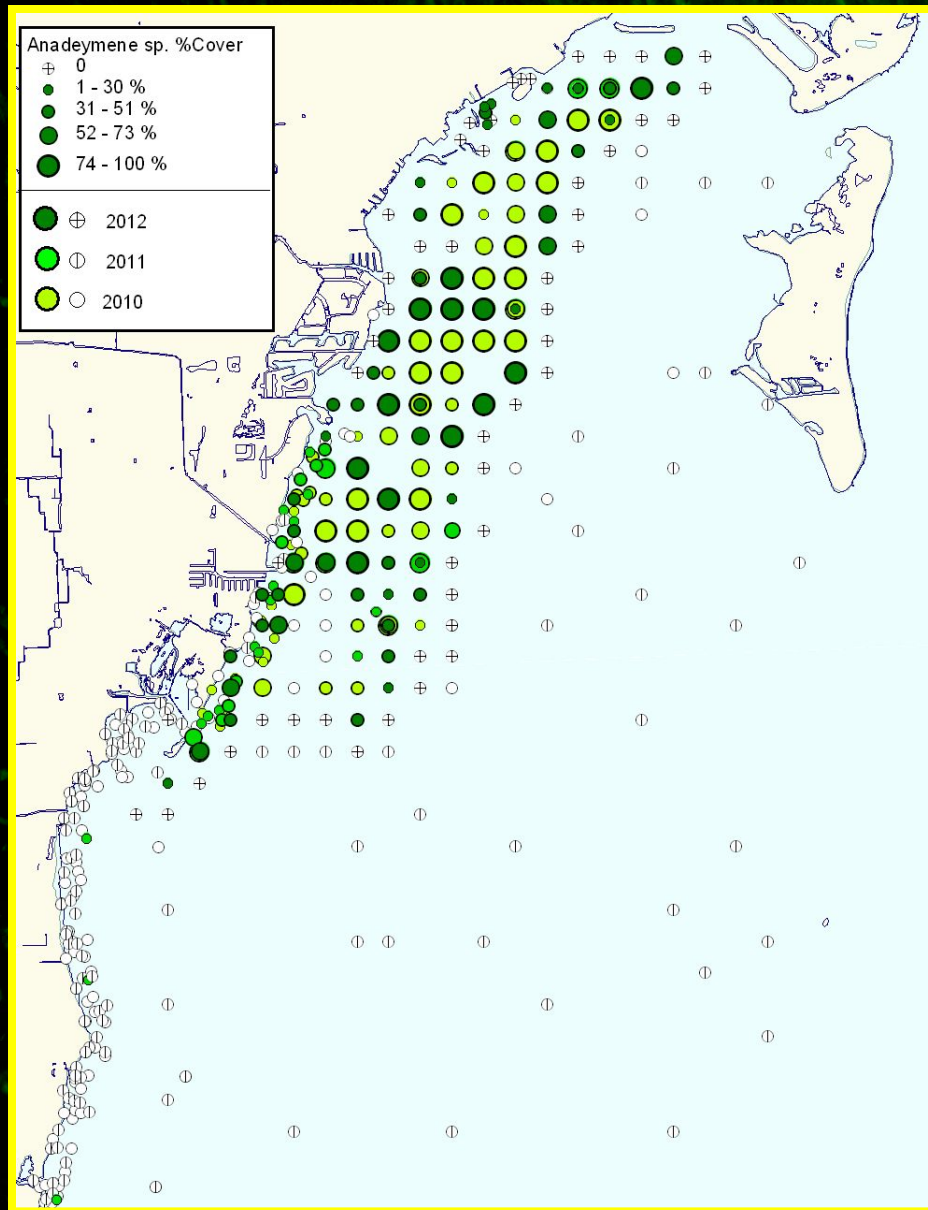 Anadeymene sp. %Cover
0
1 - 30 %
31 - 51 %
52 - 73 %
74 - 100 %
2012
2011
2010